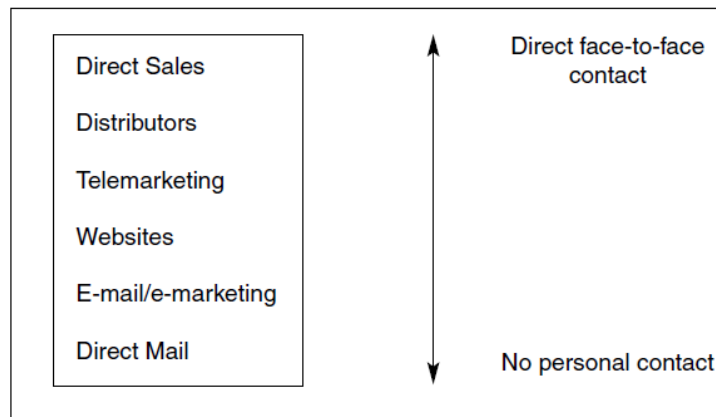 Direct Sales
Distributors
Telemarketing
Websites
E-mail/e-marketing
Direct Mail
Direct face-to-face
contact
No personal contact